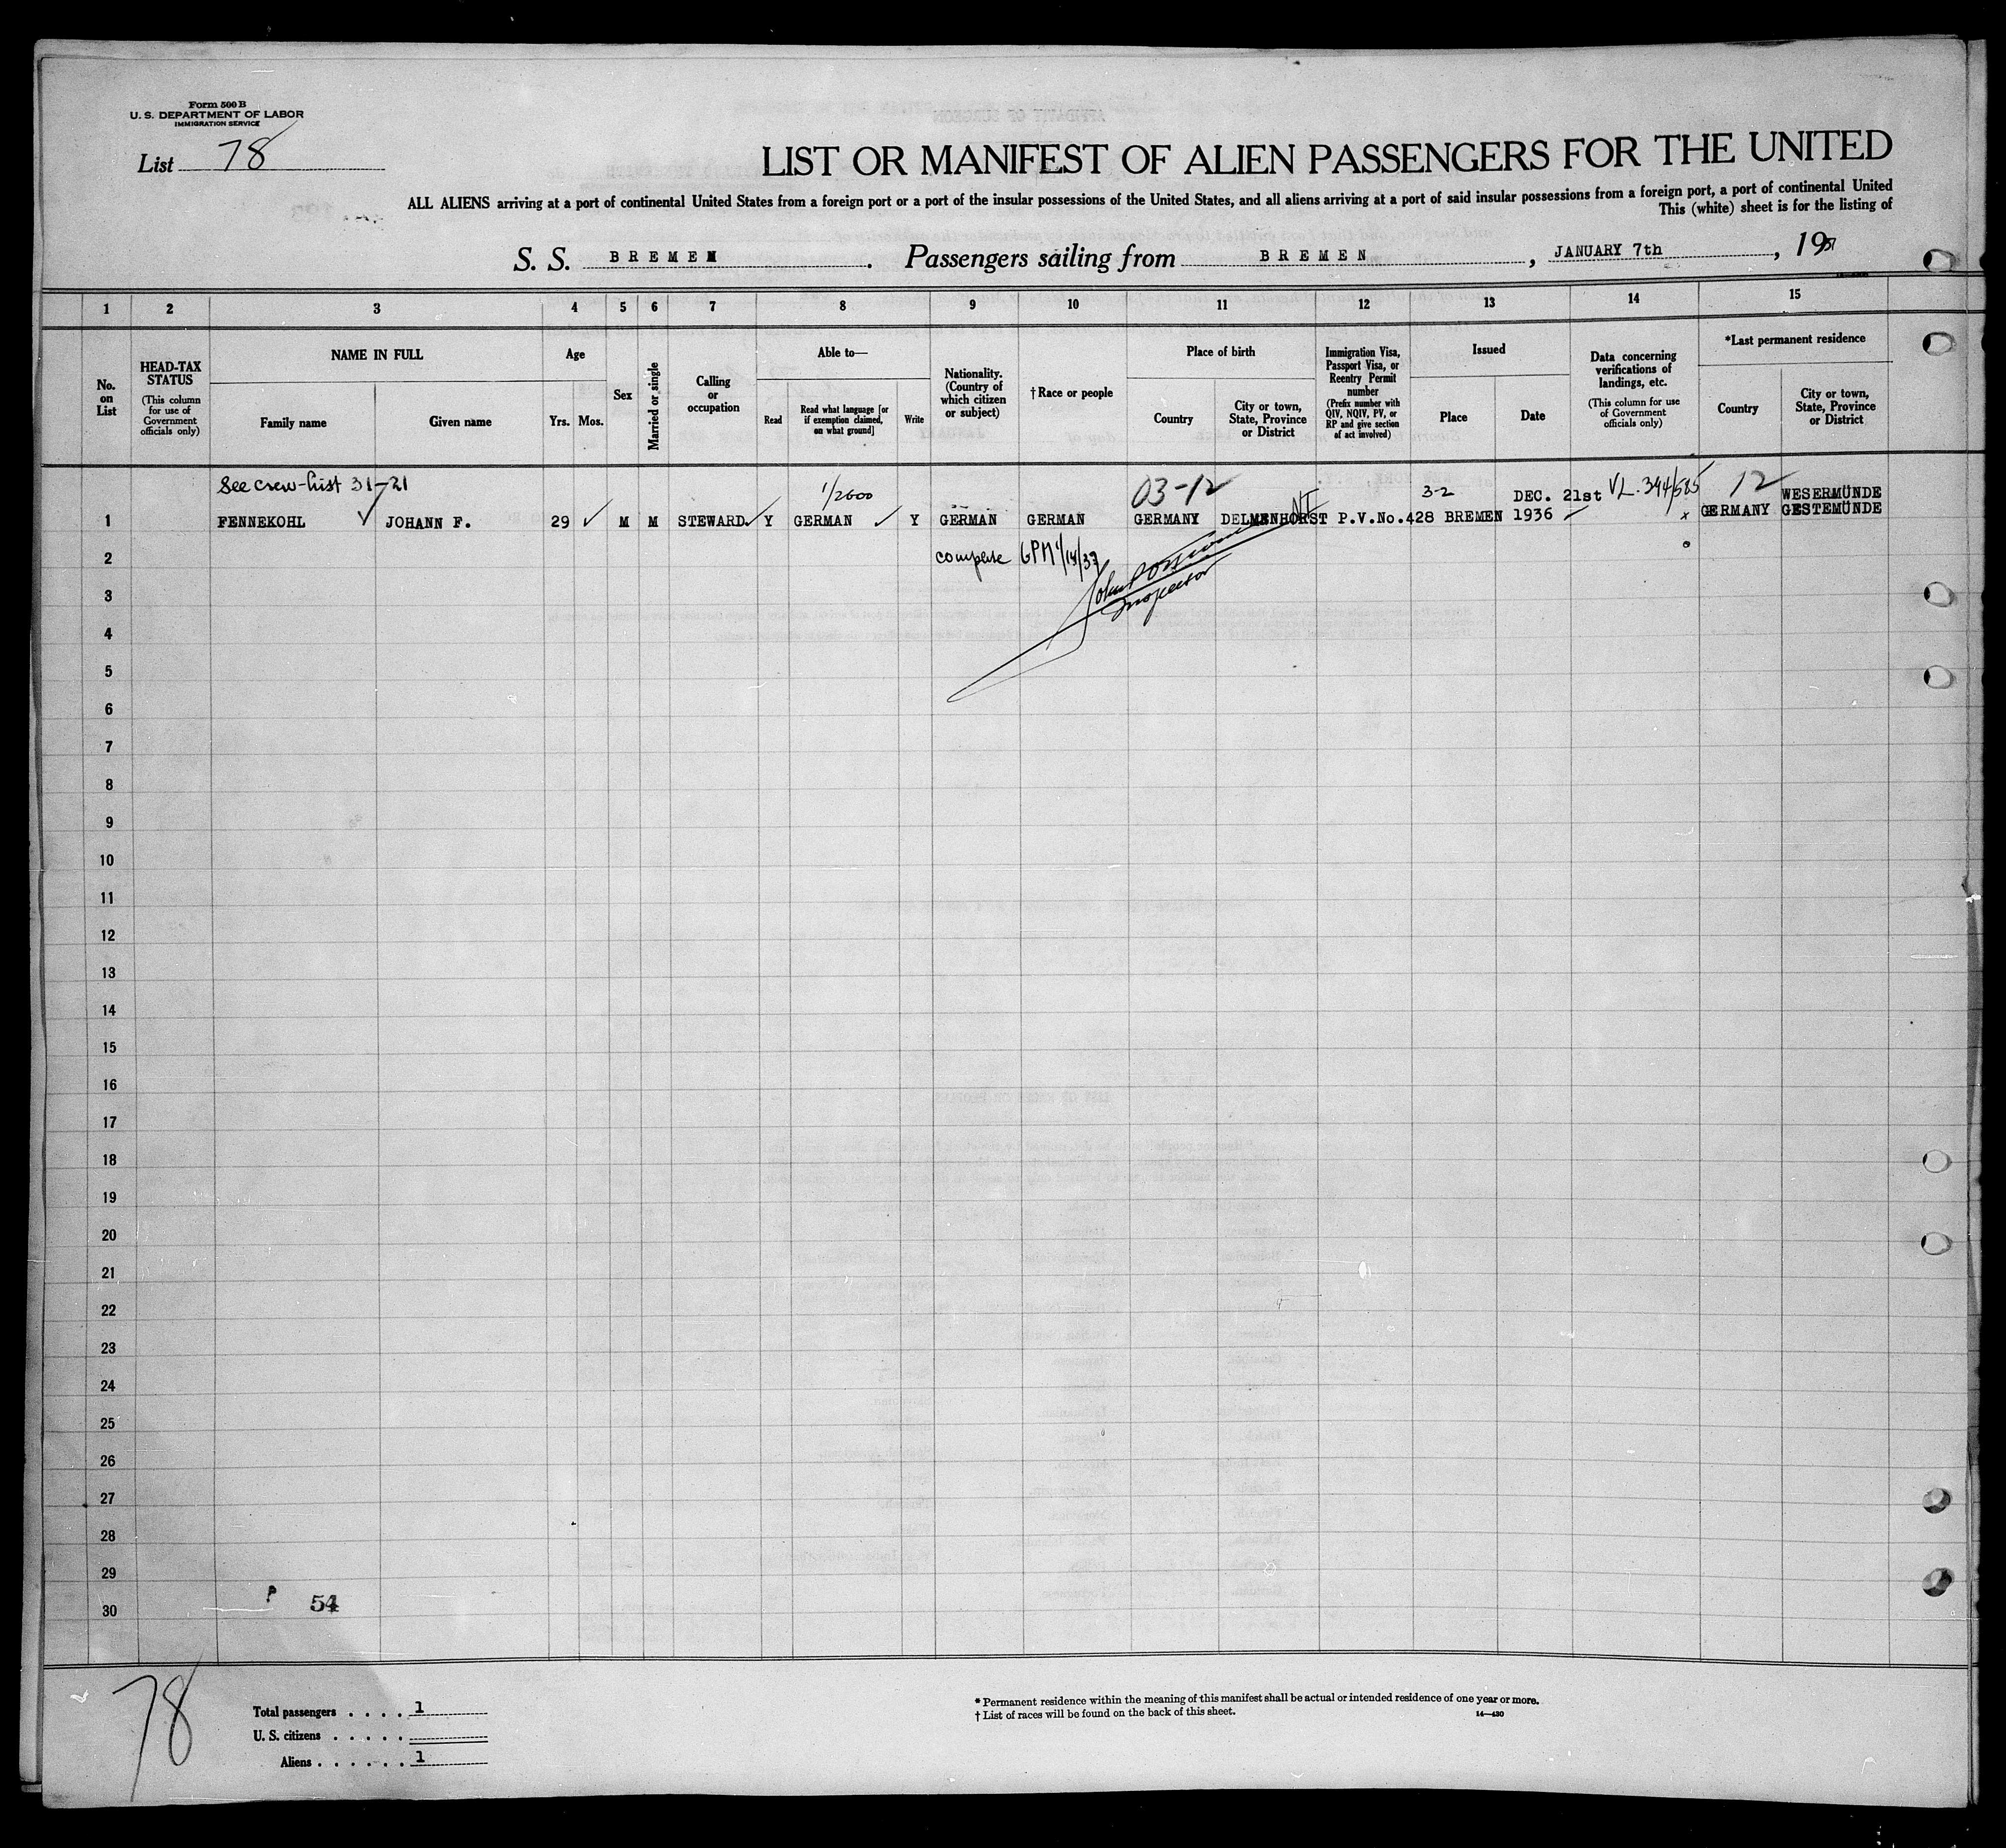 Form 500 B
U. S. DEPARTMENT OF LABOR
IMMIGRATION SERVICE
List 78
LIST OR MANIFEST OF ALIEN PASSENGERS FOR THE UNITED
ALL ALIENS arriving at a port of continental United States from a foreign port or a port of the insular possessions of the United States, and all aliens arriving at a port of said insular possessions from a foreign port, a port of continental United
This (white) sheet is for the listing of
S. S. BREMEN. Passengers sailing from BREMEN, JANUARY 7th, 1937
1 2 3 4 5 6 7 8 9 10 11 12 13 14 15
No. on List
HEAD-TAX STATUS
(This column for use of Government officials only)
NAME IN FULL
Family name
Given name
Age
Yrs. Mos.
Sex
Married or single
Calling or occupation
Able to—
Read
Read what language [or if exemption claimed, on what ground]
Write
Nationality. (Country of which citizen or subject)
† Race or people
Place of birth
Country
City or town, State, Province or District
Immigration Visa, Passport Visa, or Reentry Permit number
(Prefix number with QIV, NQIV, PV, or RP and give section of act involved)
Issued
Place
Date
Data concerning verifications of landings, etc.
(This column for use of Government officials only)
*Last permanent residence
Country
City or town, State, Province or District
See crew-list 31-21 1/2600 03-12 3-2 DEC. 21st VL. 394/585 12 WESERMÜNDE
1 FENNEKOHL JOHANN F. 29 M M STEWARD Y GERMAN Y GERMAN GERMAN GERMANY DELMENHORST P.V.No.428 BREMEN 1936 x GERMANY GESTEMÜNDE
2 complete GPM 1/14/37
Inspector
3
4
5
6
7
8
9
10
11
12
13
14
15
16
17
18
19
20
21
22
23
24
25
26
27
28
29
30
54
78
Total passengers . . . . 1
U. S. citizens . . . . .
Aliens . . . . . . 1
* Permanent residence within the meaning of this manifest shall be actual or intended residence of one year or more.
† List of races will be found on the back of this sheet.
14—430